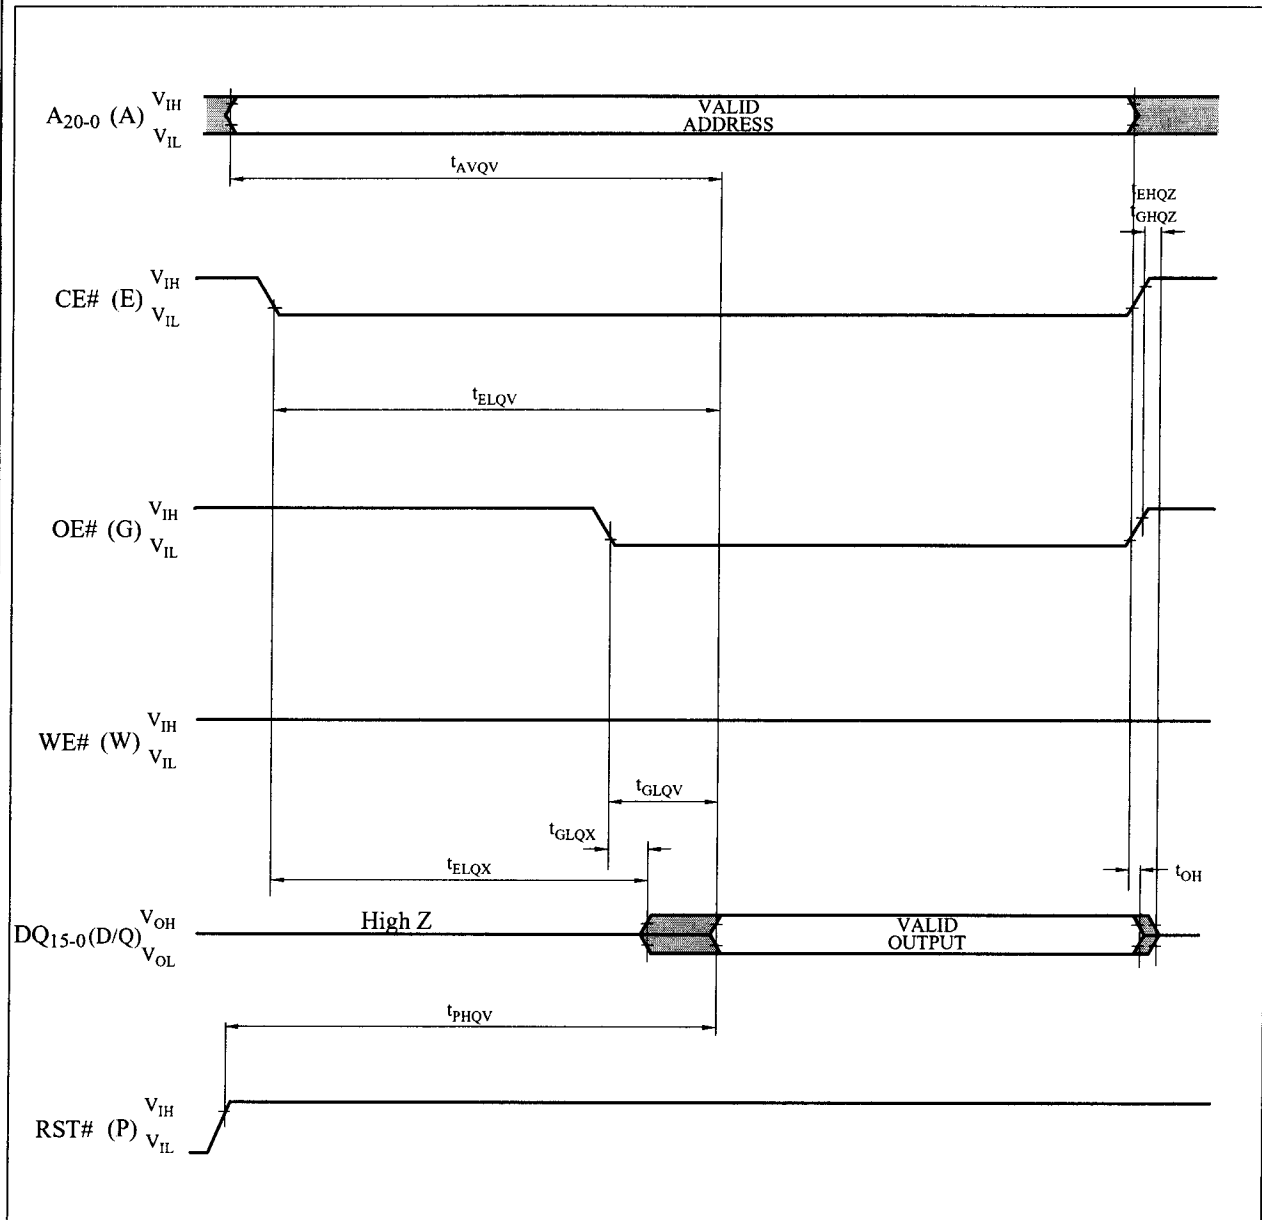 A20-0 (A) VIH
VIL
VALID
ADDRESS
tAVQV
tEHQZ
tGHQZ
CE# (E) VIH
VIL
tELQV
OE# (G) VIH
VIL
WE# (W) VIH
VIL
tGLQV
tGLQX
tELQX
tOH
DQ15-0(D/Q) VOH
VOL
High Z
VALID
OUTPUT
tPHQV
RST# (P) VIH
VIL